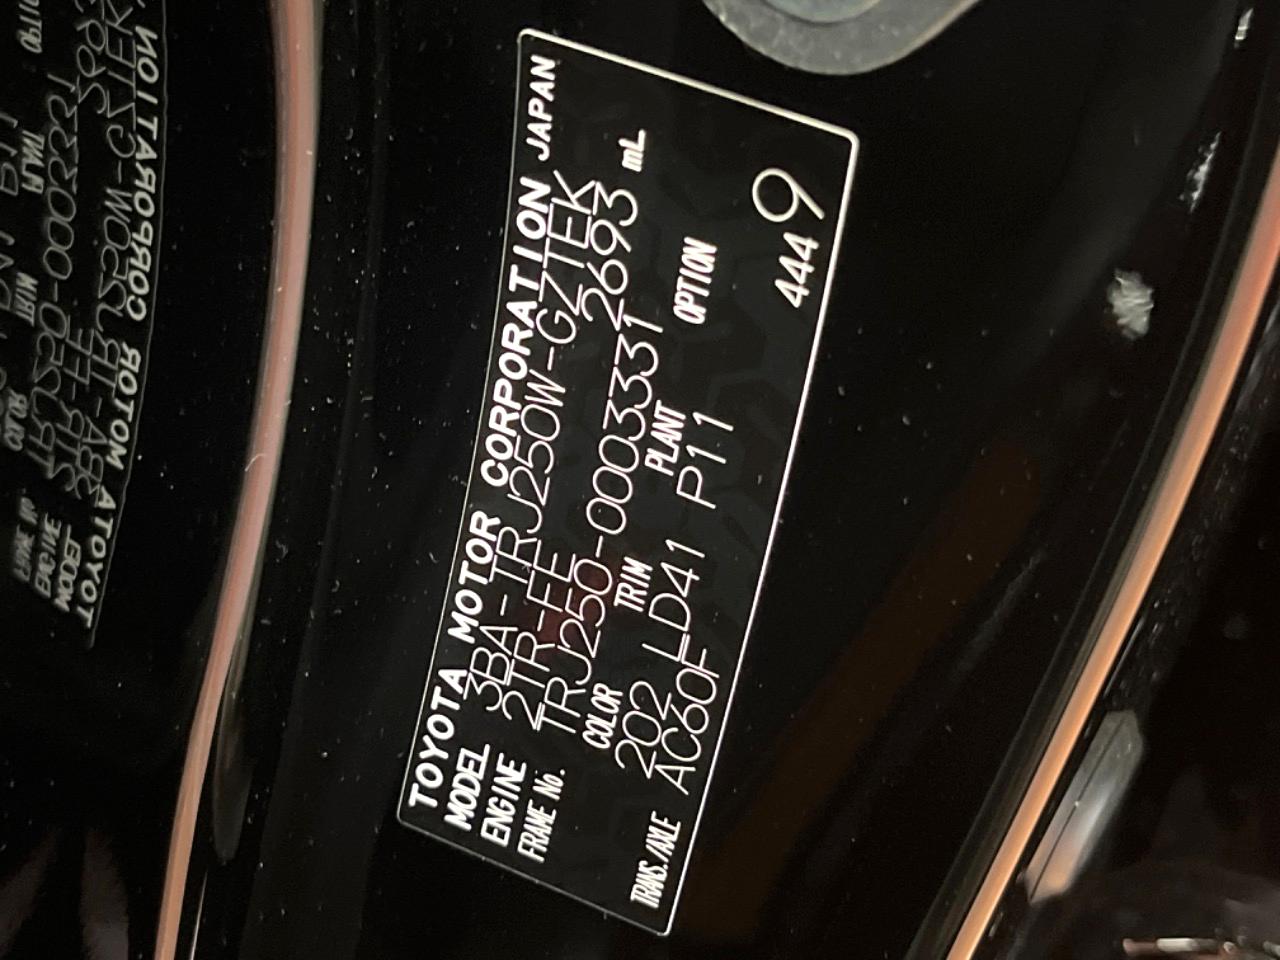 TOYOTA MOTOR CORPORATION JAPAN
MODEL 3BA-TRJ250W-GZTEK
ENGINE 2TR-FE 2693 mL
FRAME No. TRJ250-0003331
COLOR TRIM PLANT OPTION
202 LD41 P11
TRANS./AXLE AC60F 4449